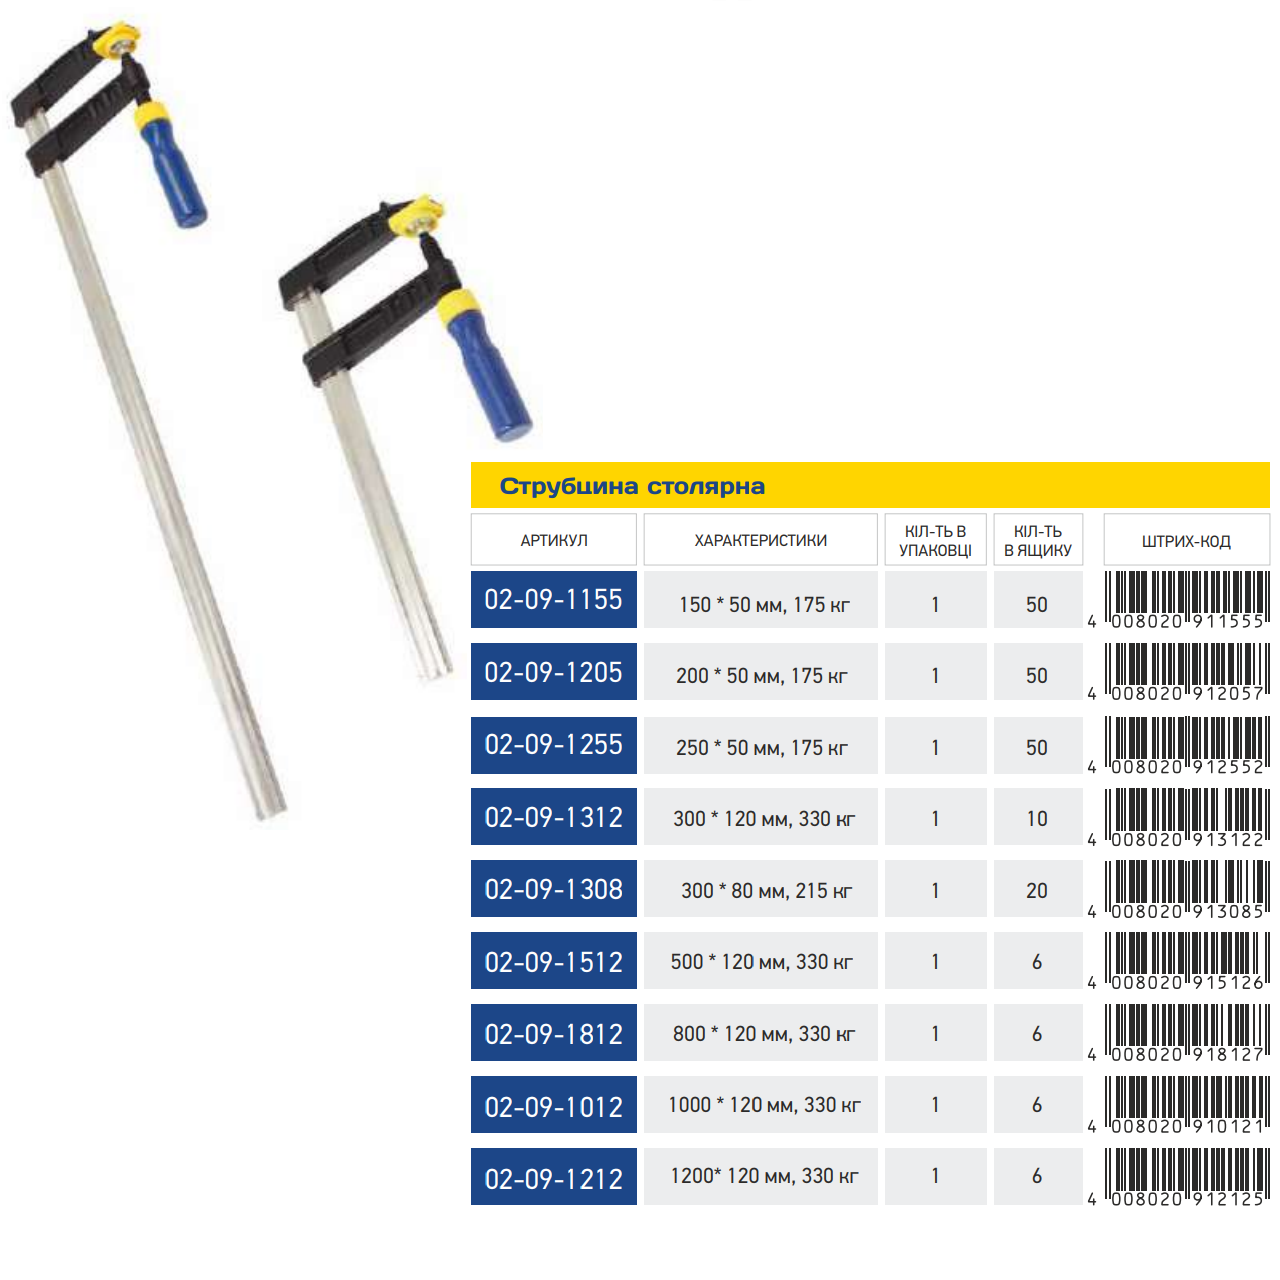 Струбцина столярна
АРТИКУЛ ХАРАКТЕРИСТИКИ КІЛ-ТЬ В УПАКОВЦІ КІЛ-ТЬ В ЯЩИКУ ШТРИХ-КОД
02-09-1155 150 * 50 мм, 175 кг 1 50 4 008020 911555
02-09-1205 200 * 50 мм, 175 кг 1 50 4 008020 912057
02-09-1255 250 * 50 мм, 175 кг 1 50 4 008020 912552
02-09-1312 300 * 120 мм, 330 кг 1 10 4 008020 913122
02-09-1308 300 * 80 мм, 215 кг 1 20 4 008020 913085
02-09-1512 500 * 120 мм, 330 кг 1 6 4 008020 915126
02-09-1812 800 * 120 мм, 330 кг 1 6 4 008020 918127
02-09-1012 1000 * 120 мм, 330 кг 1 6 4 008020 910121
02-09-1212 1200* 120 мм, 330 кг 1 6 4 008020 912125